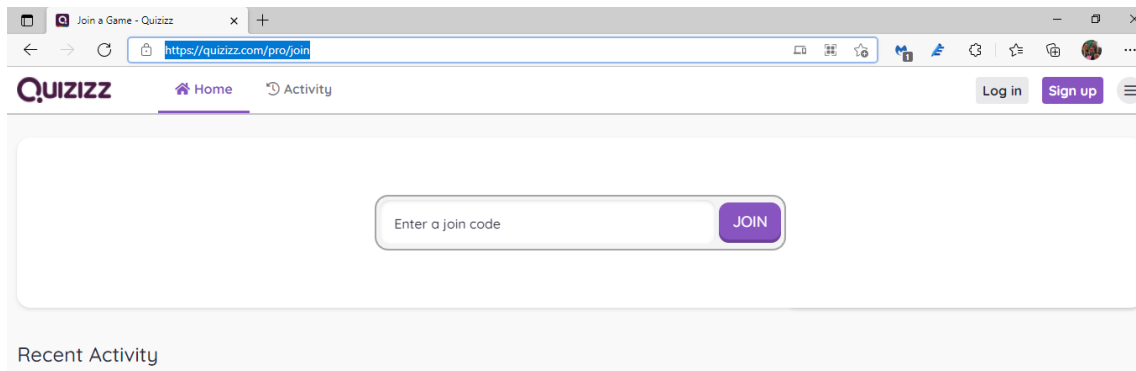 Join a Game - Quizizz
https://quizizz.com/pro/join
1
QUIZIZZ Home Activity Log in Sign up
Enter a join code JOIN
Recent Activity